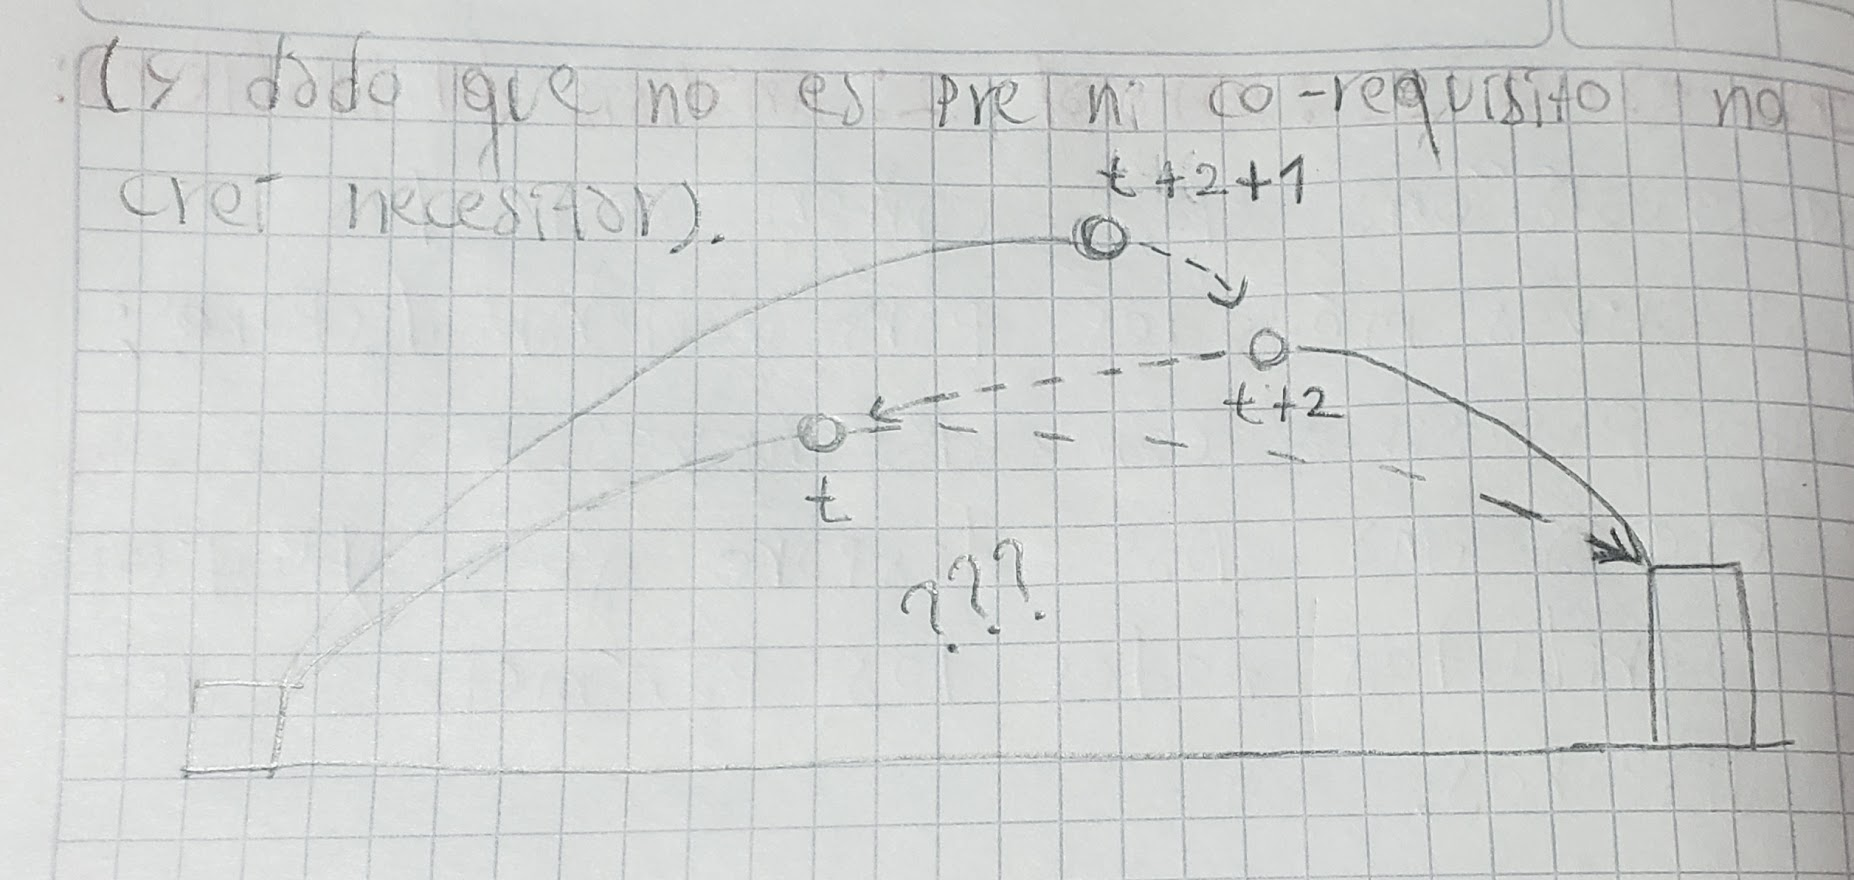 (y dado que no es pre ni co-requisito no
creí necesitar).
t+2+1
t+2
t
???